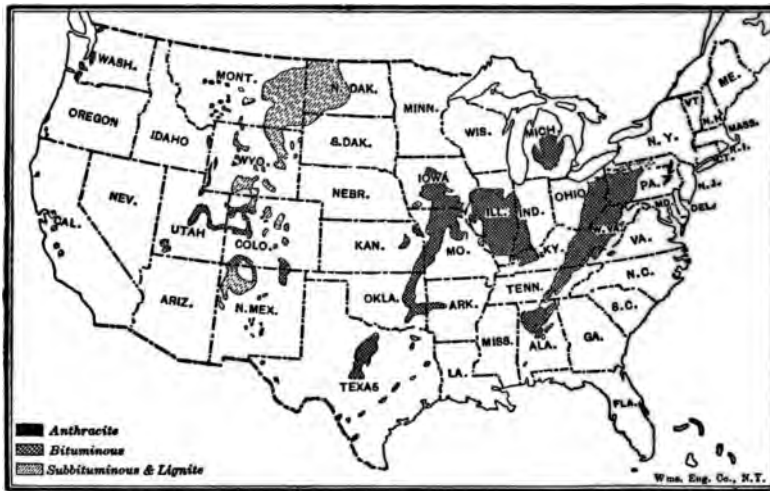 WASH.
MONT.
N. DAK.
MINN.
ME.
OREGON
IDAHO
S. DAK.
WIS.
MICH.
VT.
N.H.
MASS.
N. Y.
R.I.
WYO.
IOWA
PA.
N.J.
NEV.
NEBR.
ILL.
IND.
OHIO
MD.
DEL.
CAL.
UTAH
COLO.
KAN.
MO.
KY.
VA.
ARIZ.
N. MEX.
OKLA.
ARK.
TENN.
N.C.
S.C.
TEXAS
LA.
MISS.
ALA.
GA.
FLA.
Anthracite
Bituminous
Subbituminous & Lignite
Wms. Eng. Co., N.Y.